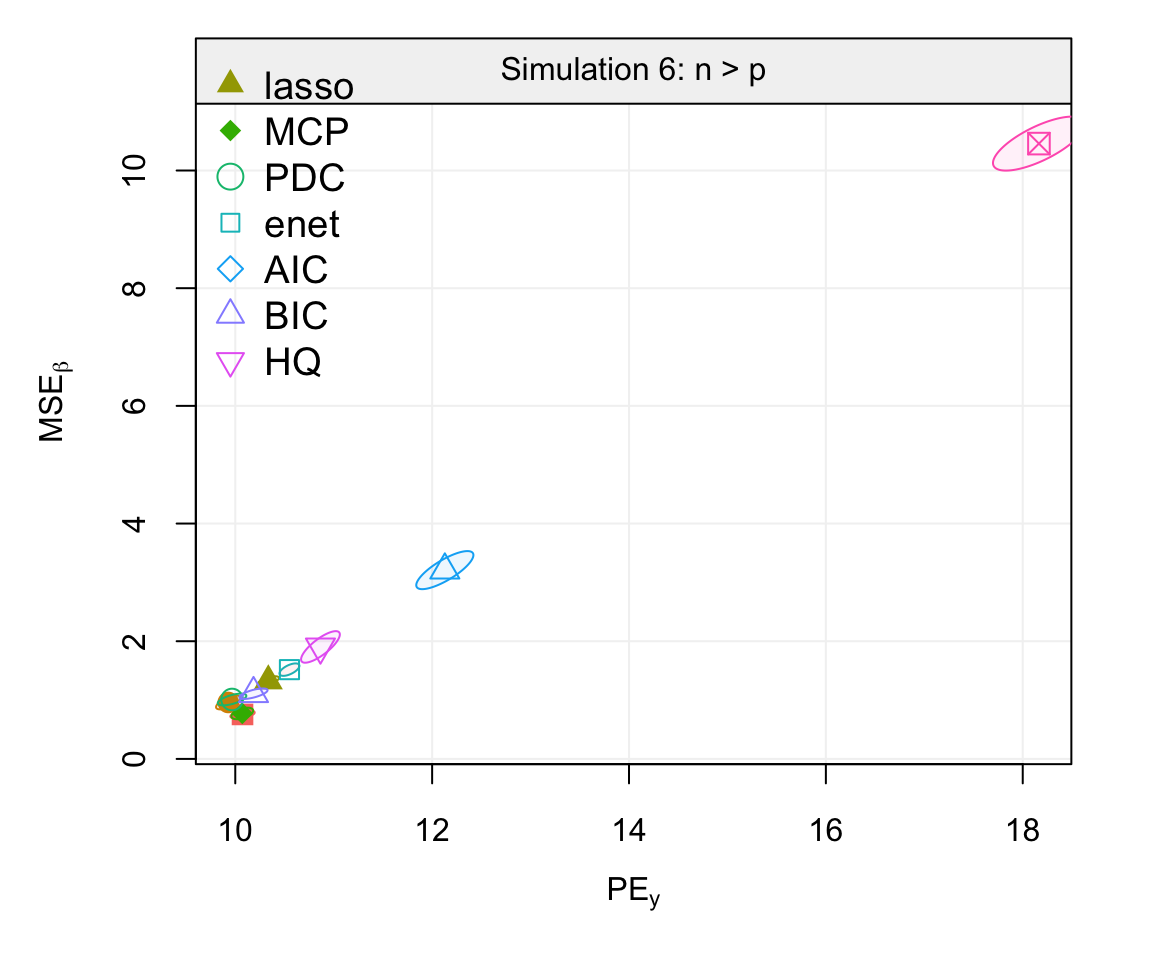 Simulation 6: n > p
lasso
MCP
PDC
enet
AIC
BIC
HQ
10
8
6
4
2
0
MSEβ
10 12 14 16 18
PEy